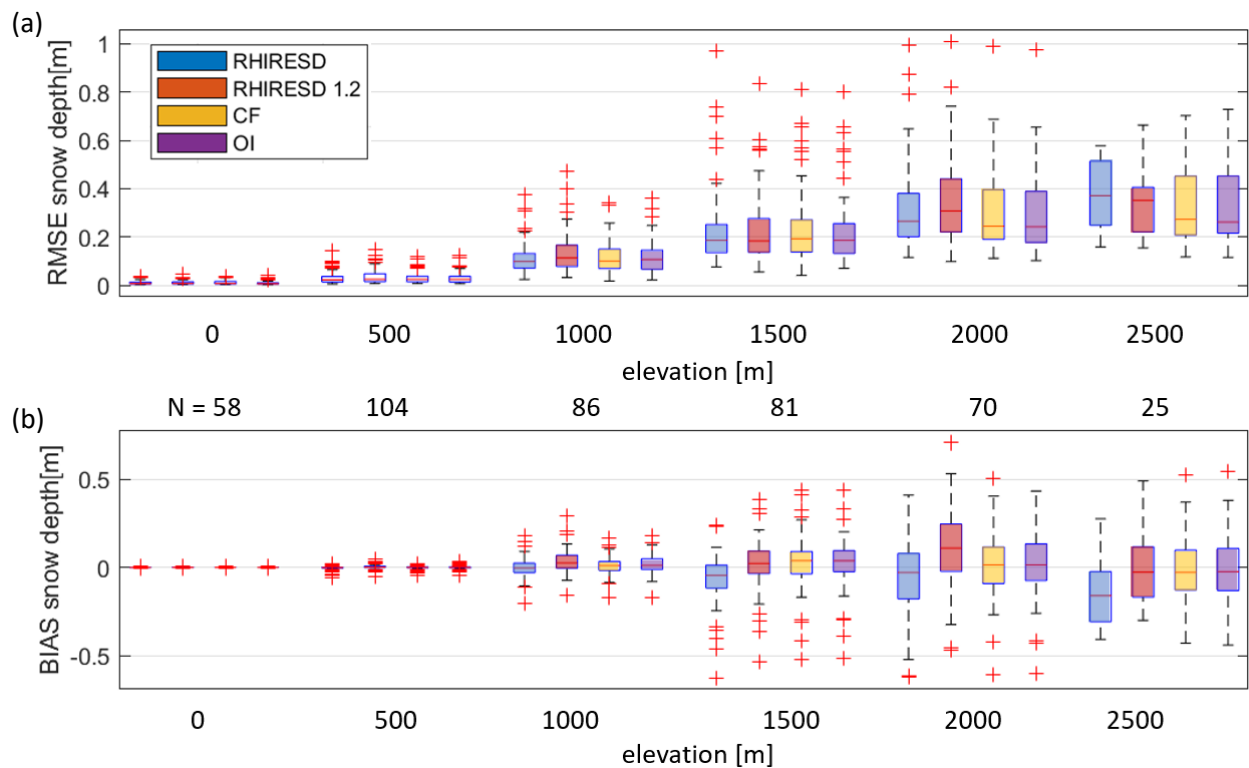 (a)
RMSE snow depth[m]
1
0.8
0.6
0.4
0.2
0
RHIRESD
RHIRESD 1.2
CF
OI
0 500 1000 1500 2000 2500
elevation [m]
N = 58 104 86 81 70 25
(b)
BIAS snow depth[m]
0.5
0
-0.5
0 500 1000 1500 2000 2500
elevation [m]